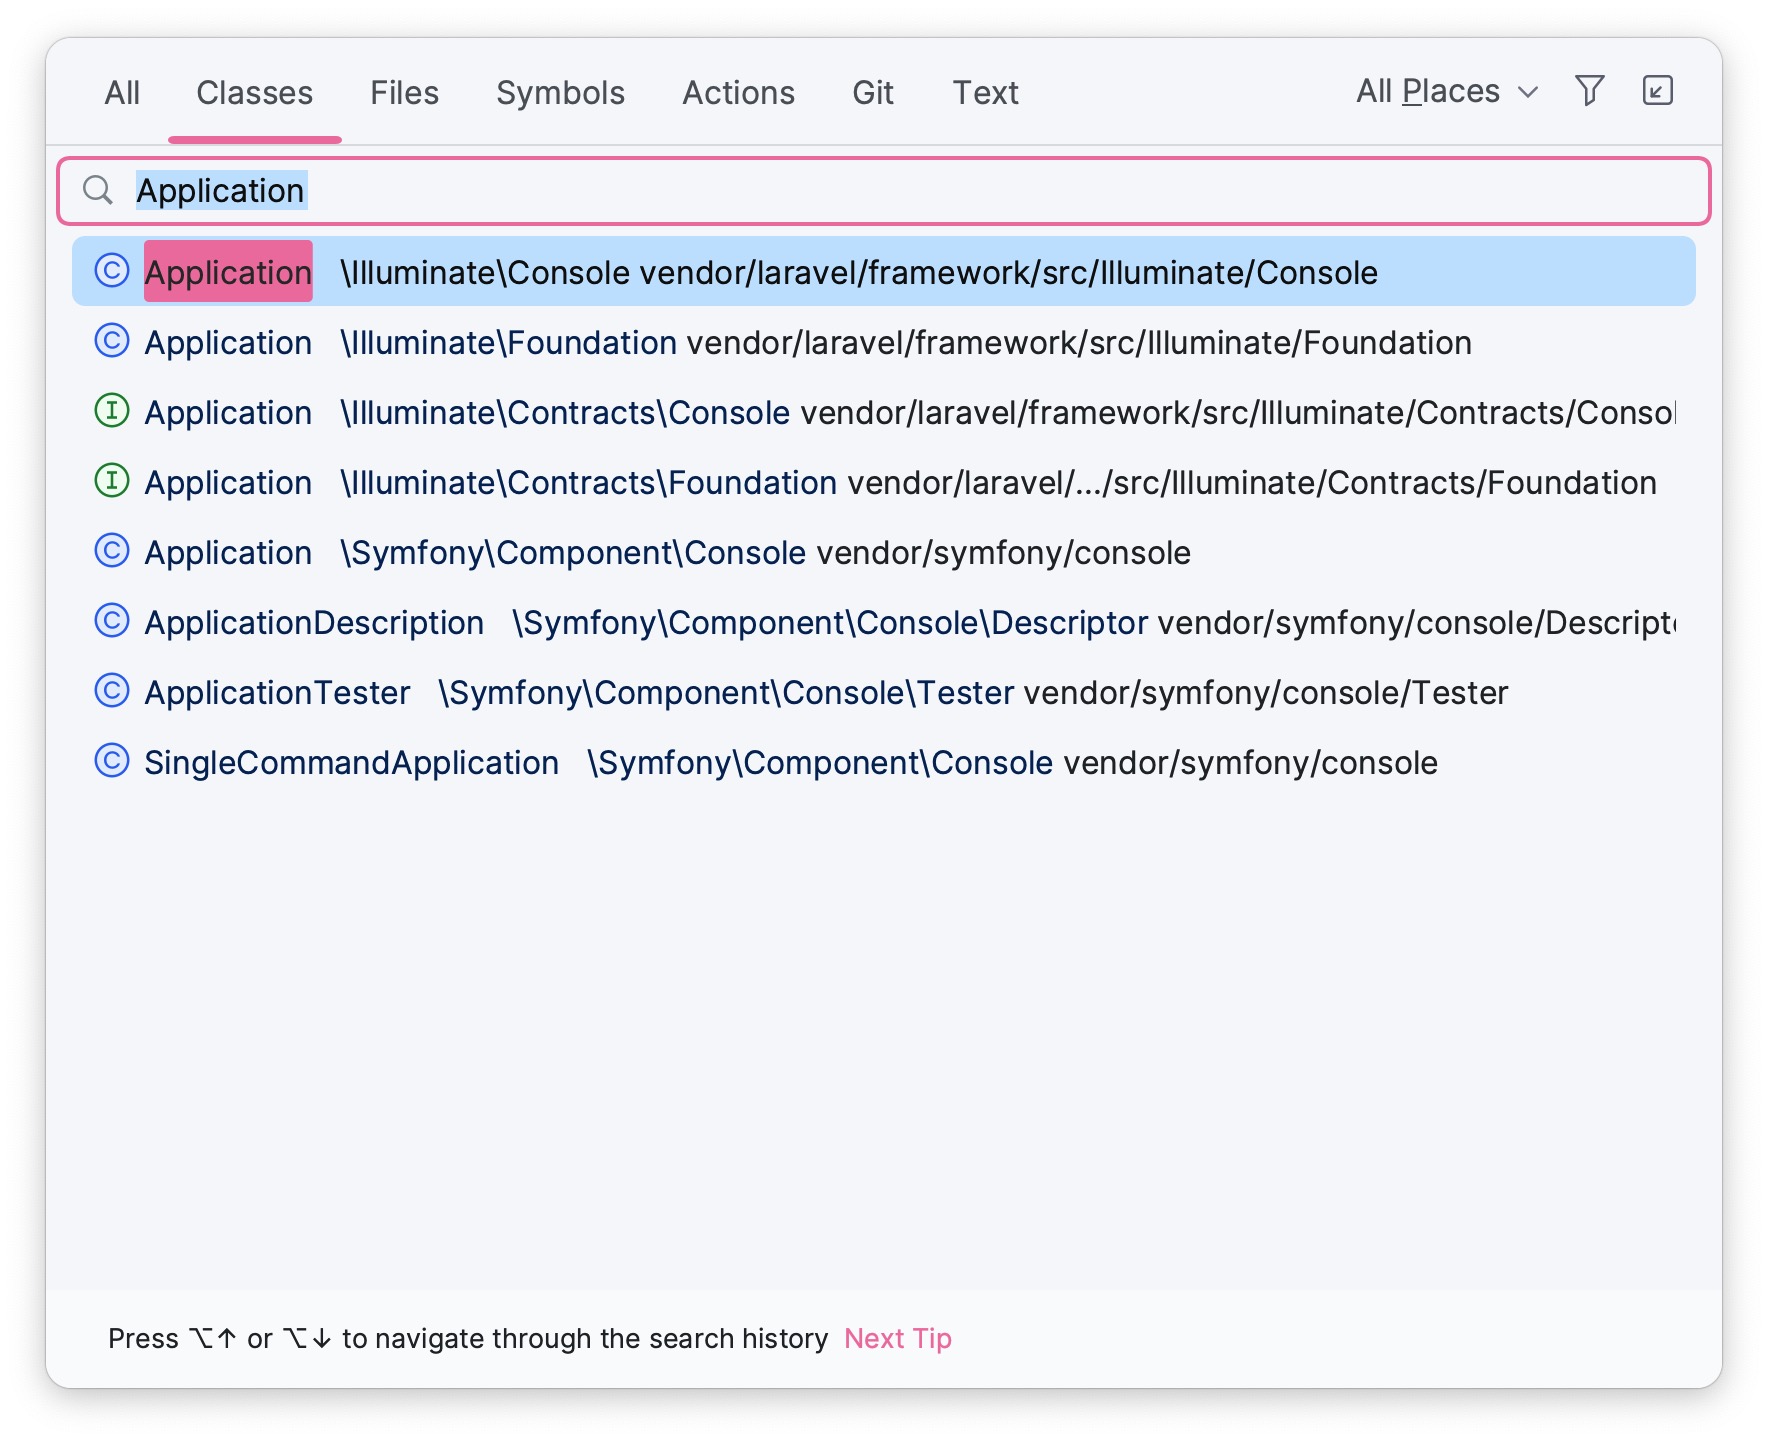 All Classes Files Symbols Actions Git Text All Places
Application
C Application \Illuminate\Console vendor/laravel/framework/src/Illuminate/Console
C Application \Illuminate\Foundation vendor/laravel/framework/src/Illuminate/Foundation
I Application \Illuminate\Contracts\Console vendor/laravel/framework/src/Illuminate/Contracts/Consol
I Application \Illuminate\Contracts\Foundation vendor/laravel/.../src/Illuminate/Contracts/Foundation
C Application \Symfony\Component\Console vendor/symfony/console
C ApplicationDescription \Symfony\Component\Console\Descriptor vendor/symfony/console/Descripto
C ApplicationTester \Symfony\Component\Console\Tester vendor/symfony/console/Tester
C SingleCommandApplication \Symfony\Component\Console vendor/symfony/console
Press ⌥↑ or ⌥↓ to navigate through the search history Next Tip